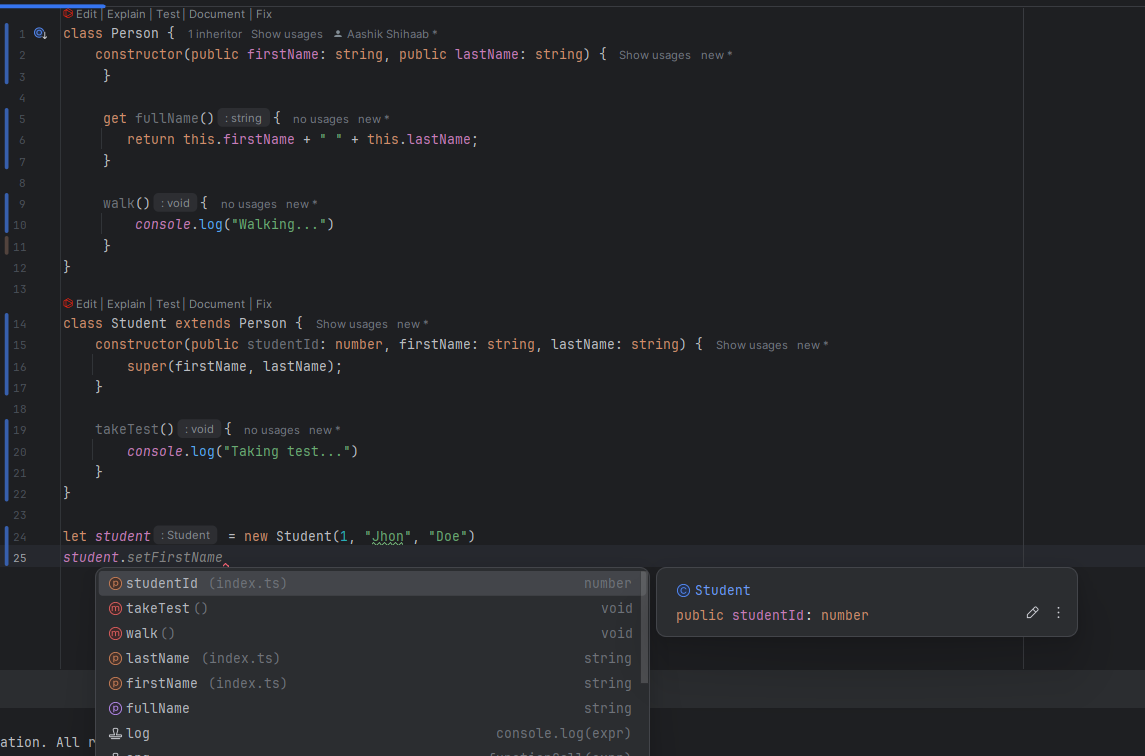 Edit | Explain | Test | Document | Fix
1 class Person { 1 inheritor Show usages Aashik Shihaab *
2 constructor(public firstName: string, public lastName: string) { Show usages new *
3 }
4
5 get fullName() : string { no usages new *
6 return this.firstName + " " + this.lastName;
7 }
8
9 walk() : void { no usages new *
10 console.log("Walking...")
11 }
12 }
13
Edit | Explain | Test | Document | Fix
14 class Student extends Person { Show usages new *
15 constructor(public studentId: number, firstName: string, lastName: string) { Show usages new *
16 super(firstName, lastName);
17 }
18
19 takeTest() : void { no usages new *
20 console.log("Taking test...")
21 }
22 }
23
24 let student : Student = new Student(1, "Jhon", "Doe")
25 student.setFirstName
studentId (index.ts) number
takeTest() void
walk() void
lastName (index.ts) string
firstName (index.ts) string
fullName string
log console.log(expr)
Student
public studentId: number
ation. All